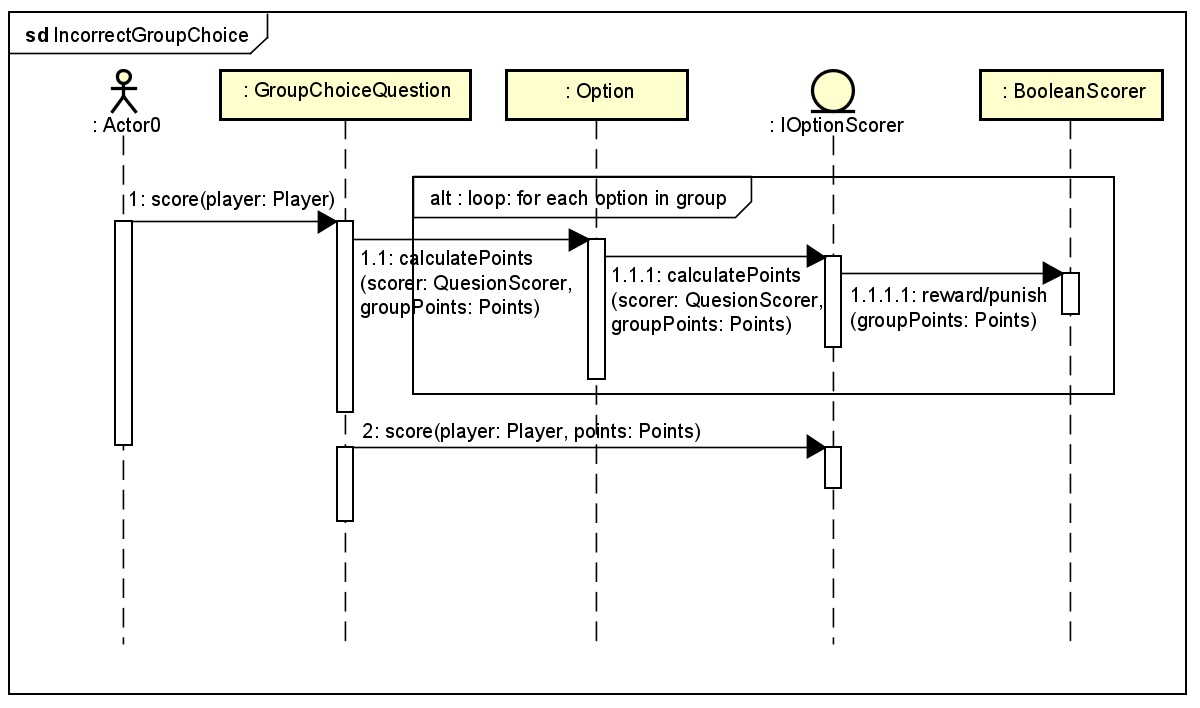 sd IncorrectGroupChoice
: Actor0
: GroupChoiceQuestion
: Option
: IOptionScorer
: BooleanScorer
1: score(player: Player)
alt : loop: for each option in group
1.1: calculatePoints
(scorer: QuesionScorer,
groupPoints: Points)
1.1.1: calculatePoints
(scorer: QuesionScorer,
groupPoints: Points)
1.1.1.1: reward/punish
(groupPoints: Points)
2: score(player: Player, points: Points)